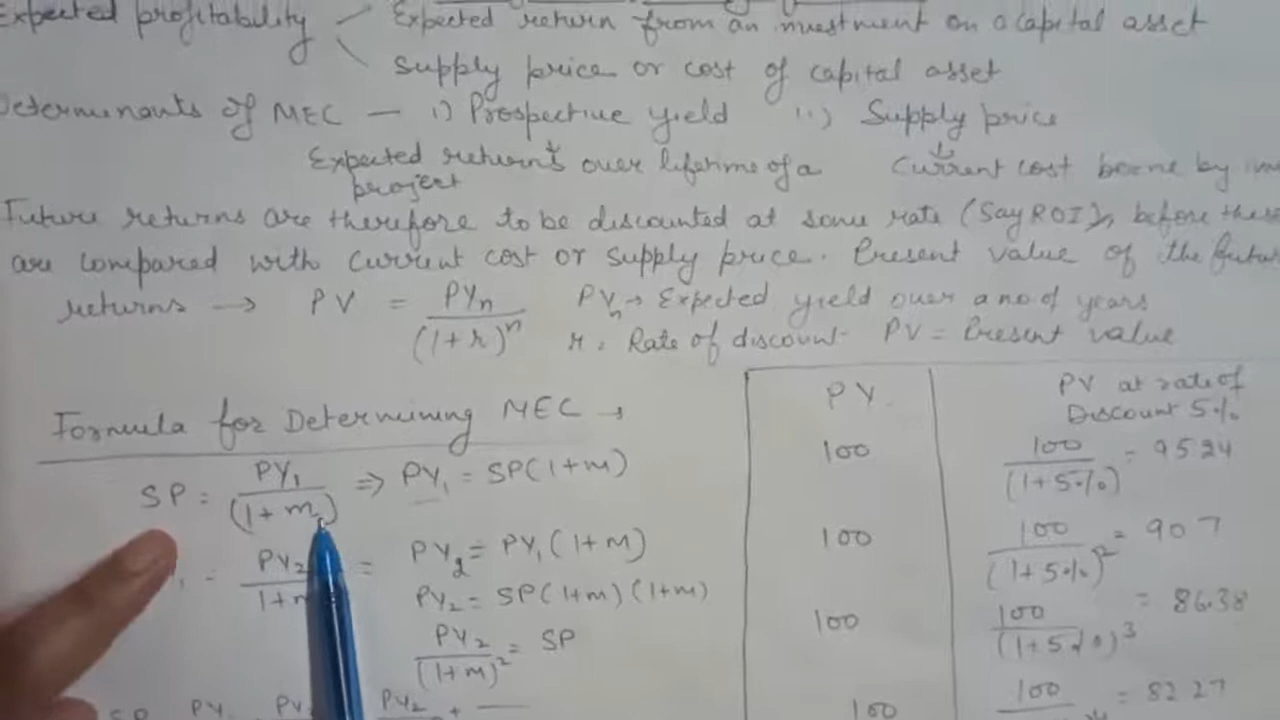 Expected profitability Expected return from an investment on a capital asset
Supply price or cost of capital asset
Determinants of MEC — i) Prospective yield ii) Supply price
Expected returns over lifetime of a project Current cost borne by
Future returns are therefore to be discounted at some rate (Say ROI), before these
are compared with current cost or supply price. Present value of the future
returns → PV = PYn/(1+r)^n PYn → Expected yield over a no of years
r = Rate of discount PV = Present value
Formula for Determining MEC →
SP = PY₁/(1+m) ⇒ PY₁ = SP(1+m)
PY₂ = PY₁(1+m)
PY₂ = SP(1+m)(1+m)
PY₂/(1+m)² = SP
PY PV at rate of Discount 5%
100 100/(1+5%) = 95.24
100 100/(1+5%)² = 90 7
100 100/(1+5%)³ = 86.38
100 100 = 82 27